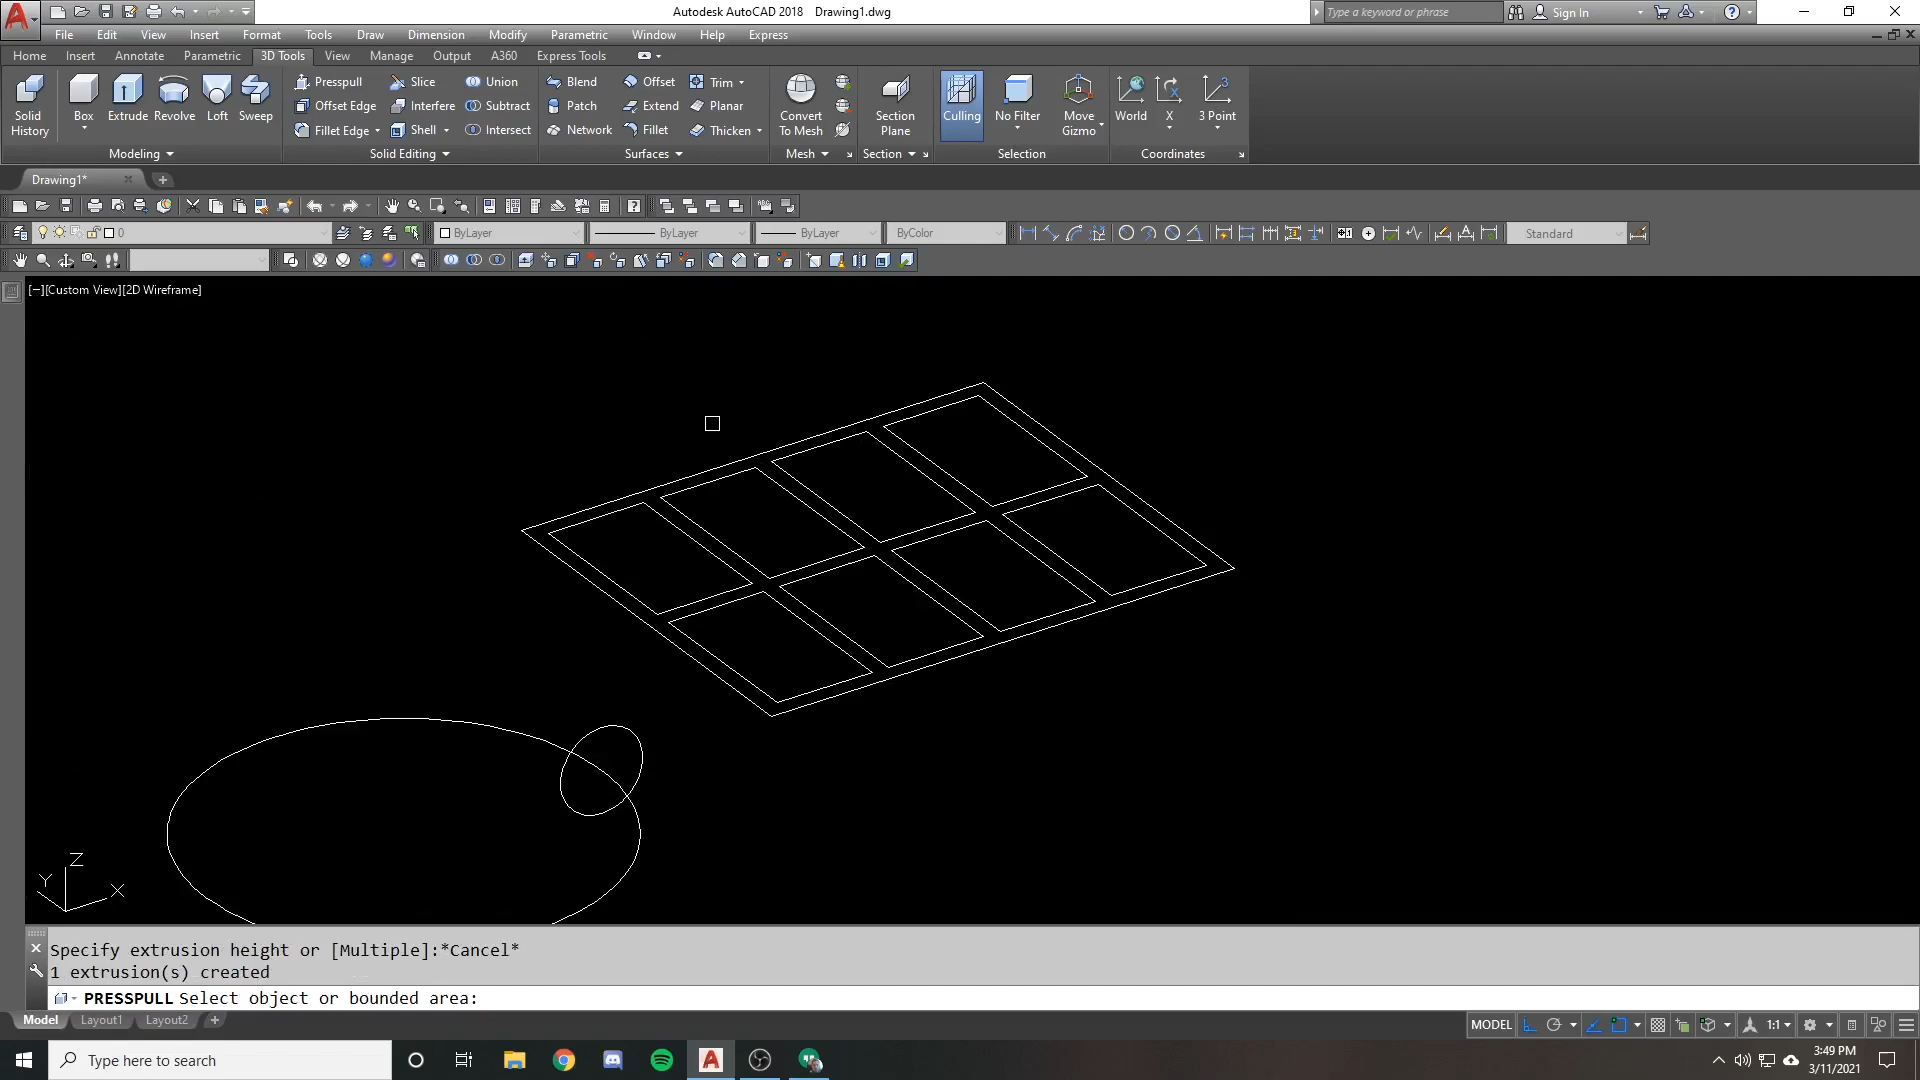 Autodesk AutoCAD 2018 Drawing1.dwg
Type a keyword or phrase
Sign In
File Edit View Insert Format Tools Draw Dimension Modify Parametric Window Help Express
Home Insert Annotate Parametric 3D Tools View Manage Output A360 Express Tools
Solid History
Box Extrude Revolve Loft Sweep
Modeling
Presspull Slice Union
Offset Edge Interfere Subtract
Fillet Edge Shell Intersect
Solid Editing
Blend Offset Trim
Patch Extend Planar
Network Fillet Thicken
Surfaces
Convert To Mesh
Mesh
Section Plane
Section
Culling No Filter Move Gizmo
Selection
World X 3 Point
Coordinates
Drawing1*
0
ByLayer
ByLayer
ByLayer
ByColor
Standard
[−][Custom View][2D Wireframe]
Z
Y
X
Specify extrusion height or [Multiple]:*Cancel*
1 extrusion(s) created
PRESSPULL Select object or bounded area:
Model Layout1 Layout2
MODEL
1:1
Type here to search
3:49 PM
3/11/2021